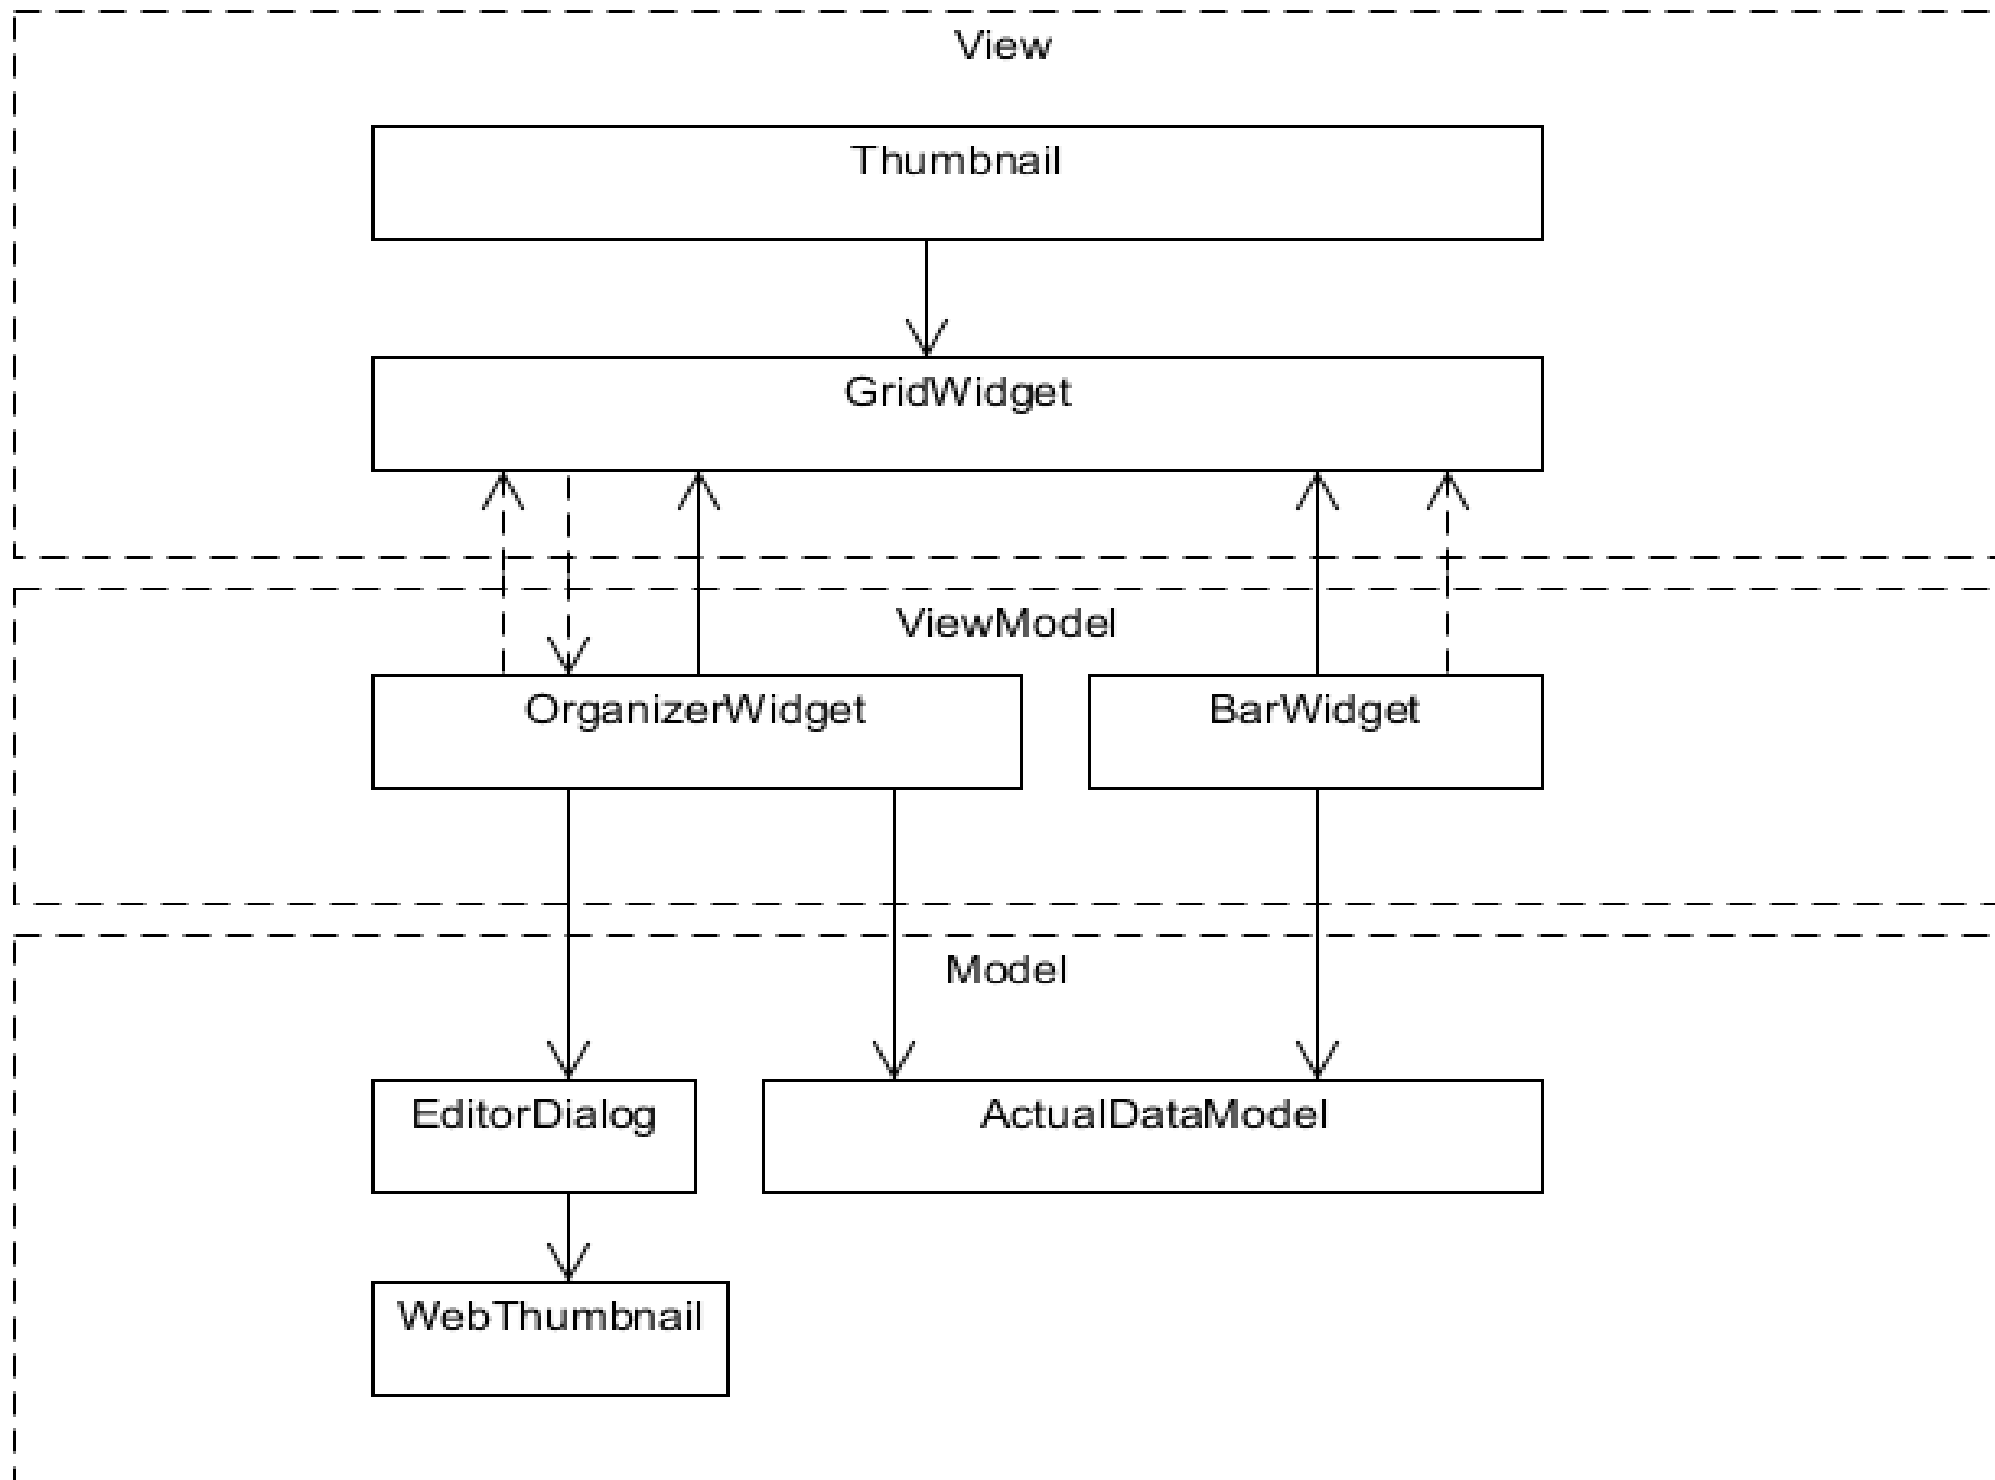 View
Thumbnail
GridWidget
ViewModel
OrganizerWidget
BarWidget
Model
EditorDialog
ActualDataModel
WebThumbnail